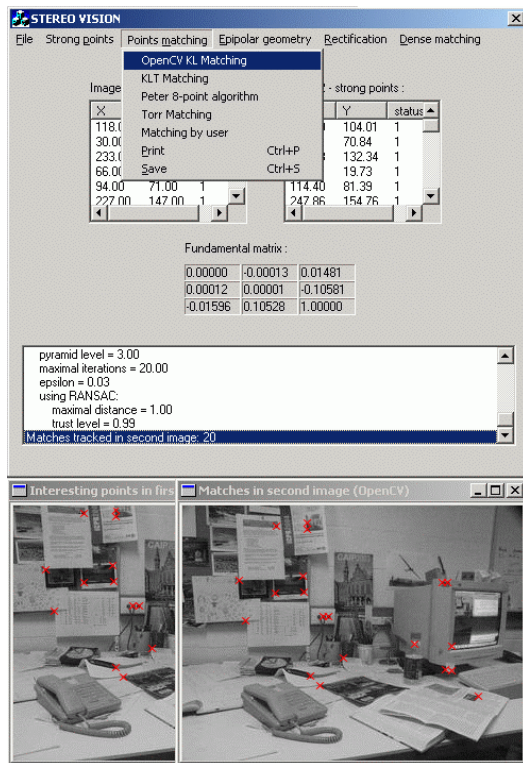 STEREO VISION
File Strong points Points matching Epipolar geometry Rectification Dense matching
OpenCV KL Matching
KLT Matching
Peter 8-point algorithm
Torr Matching
Matching by user
Print Ctrl+P
Save Ctrl+S
Image - strong points :
X Y status
118.0 104.01 1
30.00 70.84 1
233.0 132.34 1
66.00 19.73 1
94.00 71.00 1 114.40 81.39 1
227.00 147.00 1 247.86 154.76 1
Fundamental matrix :
0.00000 -0.00013 0.01481
0.00012 0.00001 -0.10581
-0.01596 0.10528 1.00000
pyramid level = 3.00
maximal iterations = 20.00
epsilon = 0.03
using RANSAC:
maximal distance = 1.00
trust level = 0.99
Matches tracked in second image: 20
Interesting points in first
Matches in second image (OpenCV)